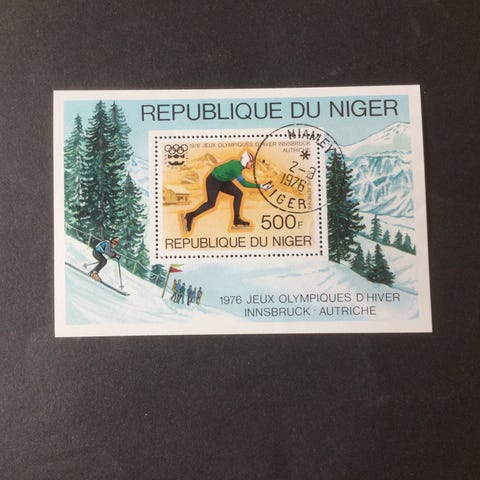 REPUBLIQUE DU NIGER
1976 JEUX OLYMPIQUES D'HIVER INNSBRUCK
AUTRICHE
NIAMEY
2-3
1976
NIGER
500F
REPUBLIQUE DU NIGER
1976 JEUX OLYMPIQUES D'HIVER
INNSBRUCK - AUTRICHE